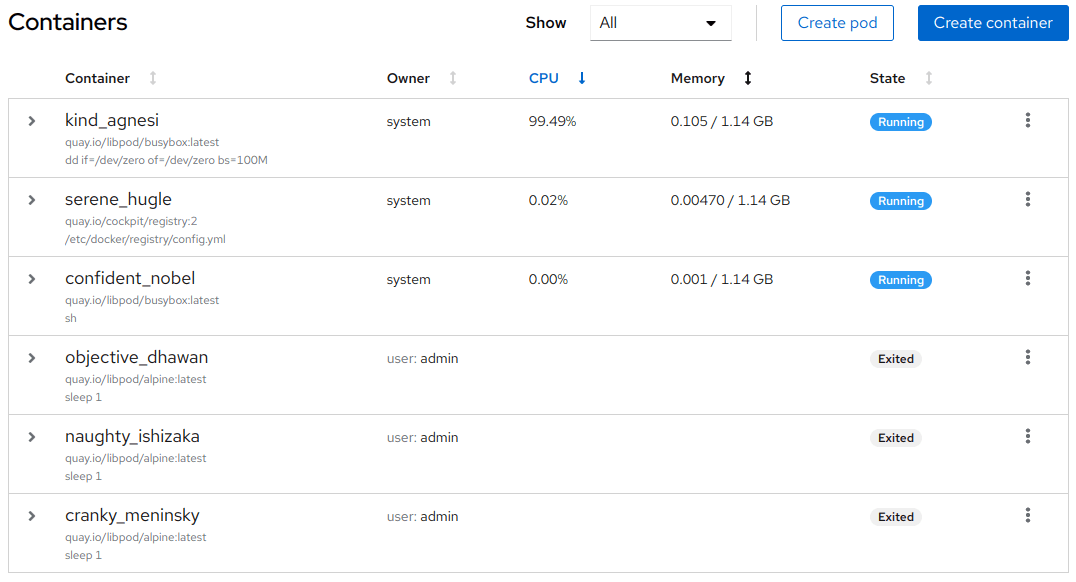 Containers Show All Create pod Create container
Container Owner CPU Memory State
kind_agnesi system 99.49% 0.105 / 1.14 GB Running
quay.io/libpod/busybox:latest
dd if=/dev/zero of=/dev/zero bs=100M
serene_hugle system 0.02% 0.00470 / 1.14 GB Running
quay.io/cockpit/registry:2
/etc/docker/registry/config.yml
confident_nobel system 0.00% 0.001 / 1.14 GB Running
quay.io/libpod/busybox:latest
sh
objective_dhawan user: admin Exited
quay.io/libpod/alpine:latest
sleep 1
naughty_ishizaka user: admin Exited
quay.io/libpod/alpine:latest
sleep 1
cranky_meninsky user: admin Exited
quay.io/libpod/alpine:latest
sleep 1